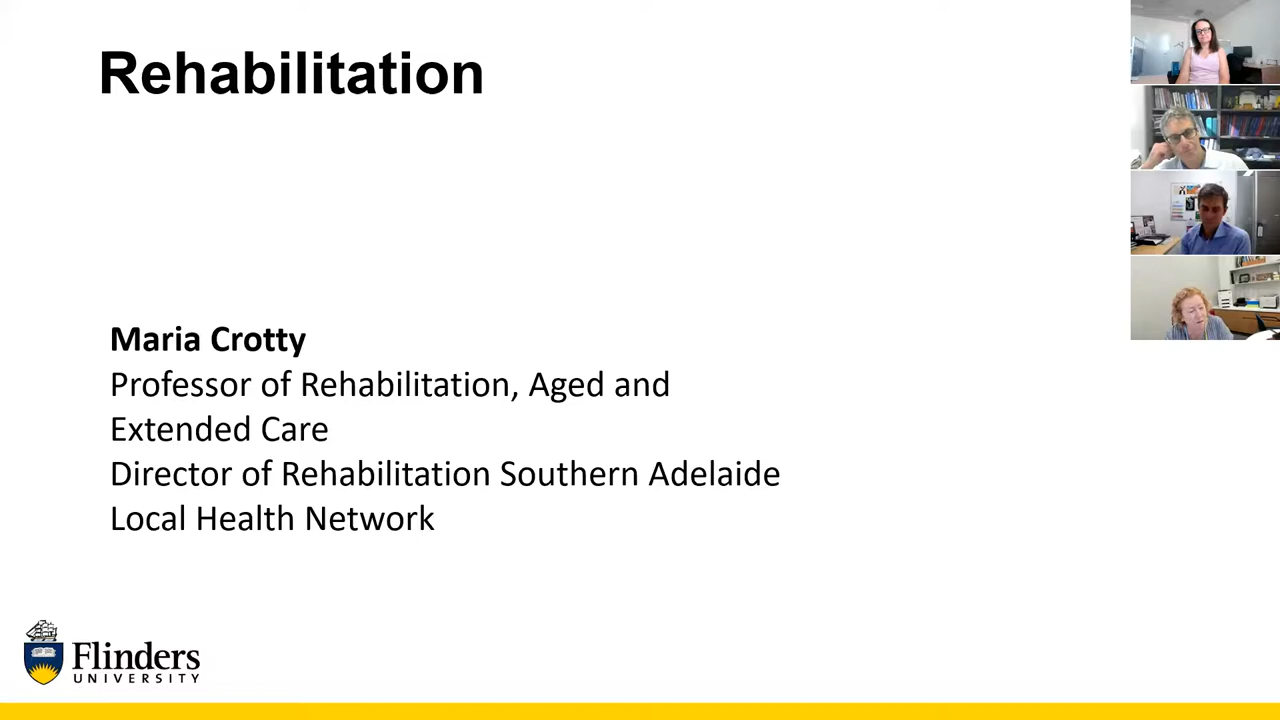 Rehabilitation
Maria Crotty
Professor of Rehabilitation, Aged and
Extended Care
Director of Rehabilitation Southern Adelaide
Local Health Network
Flinders
UNIVERSITY